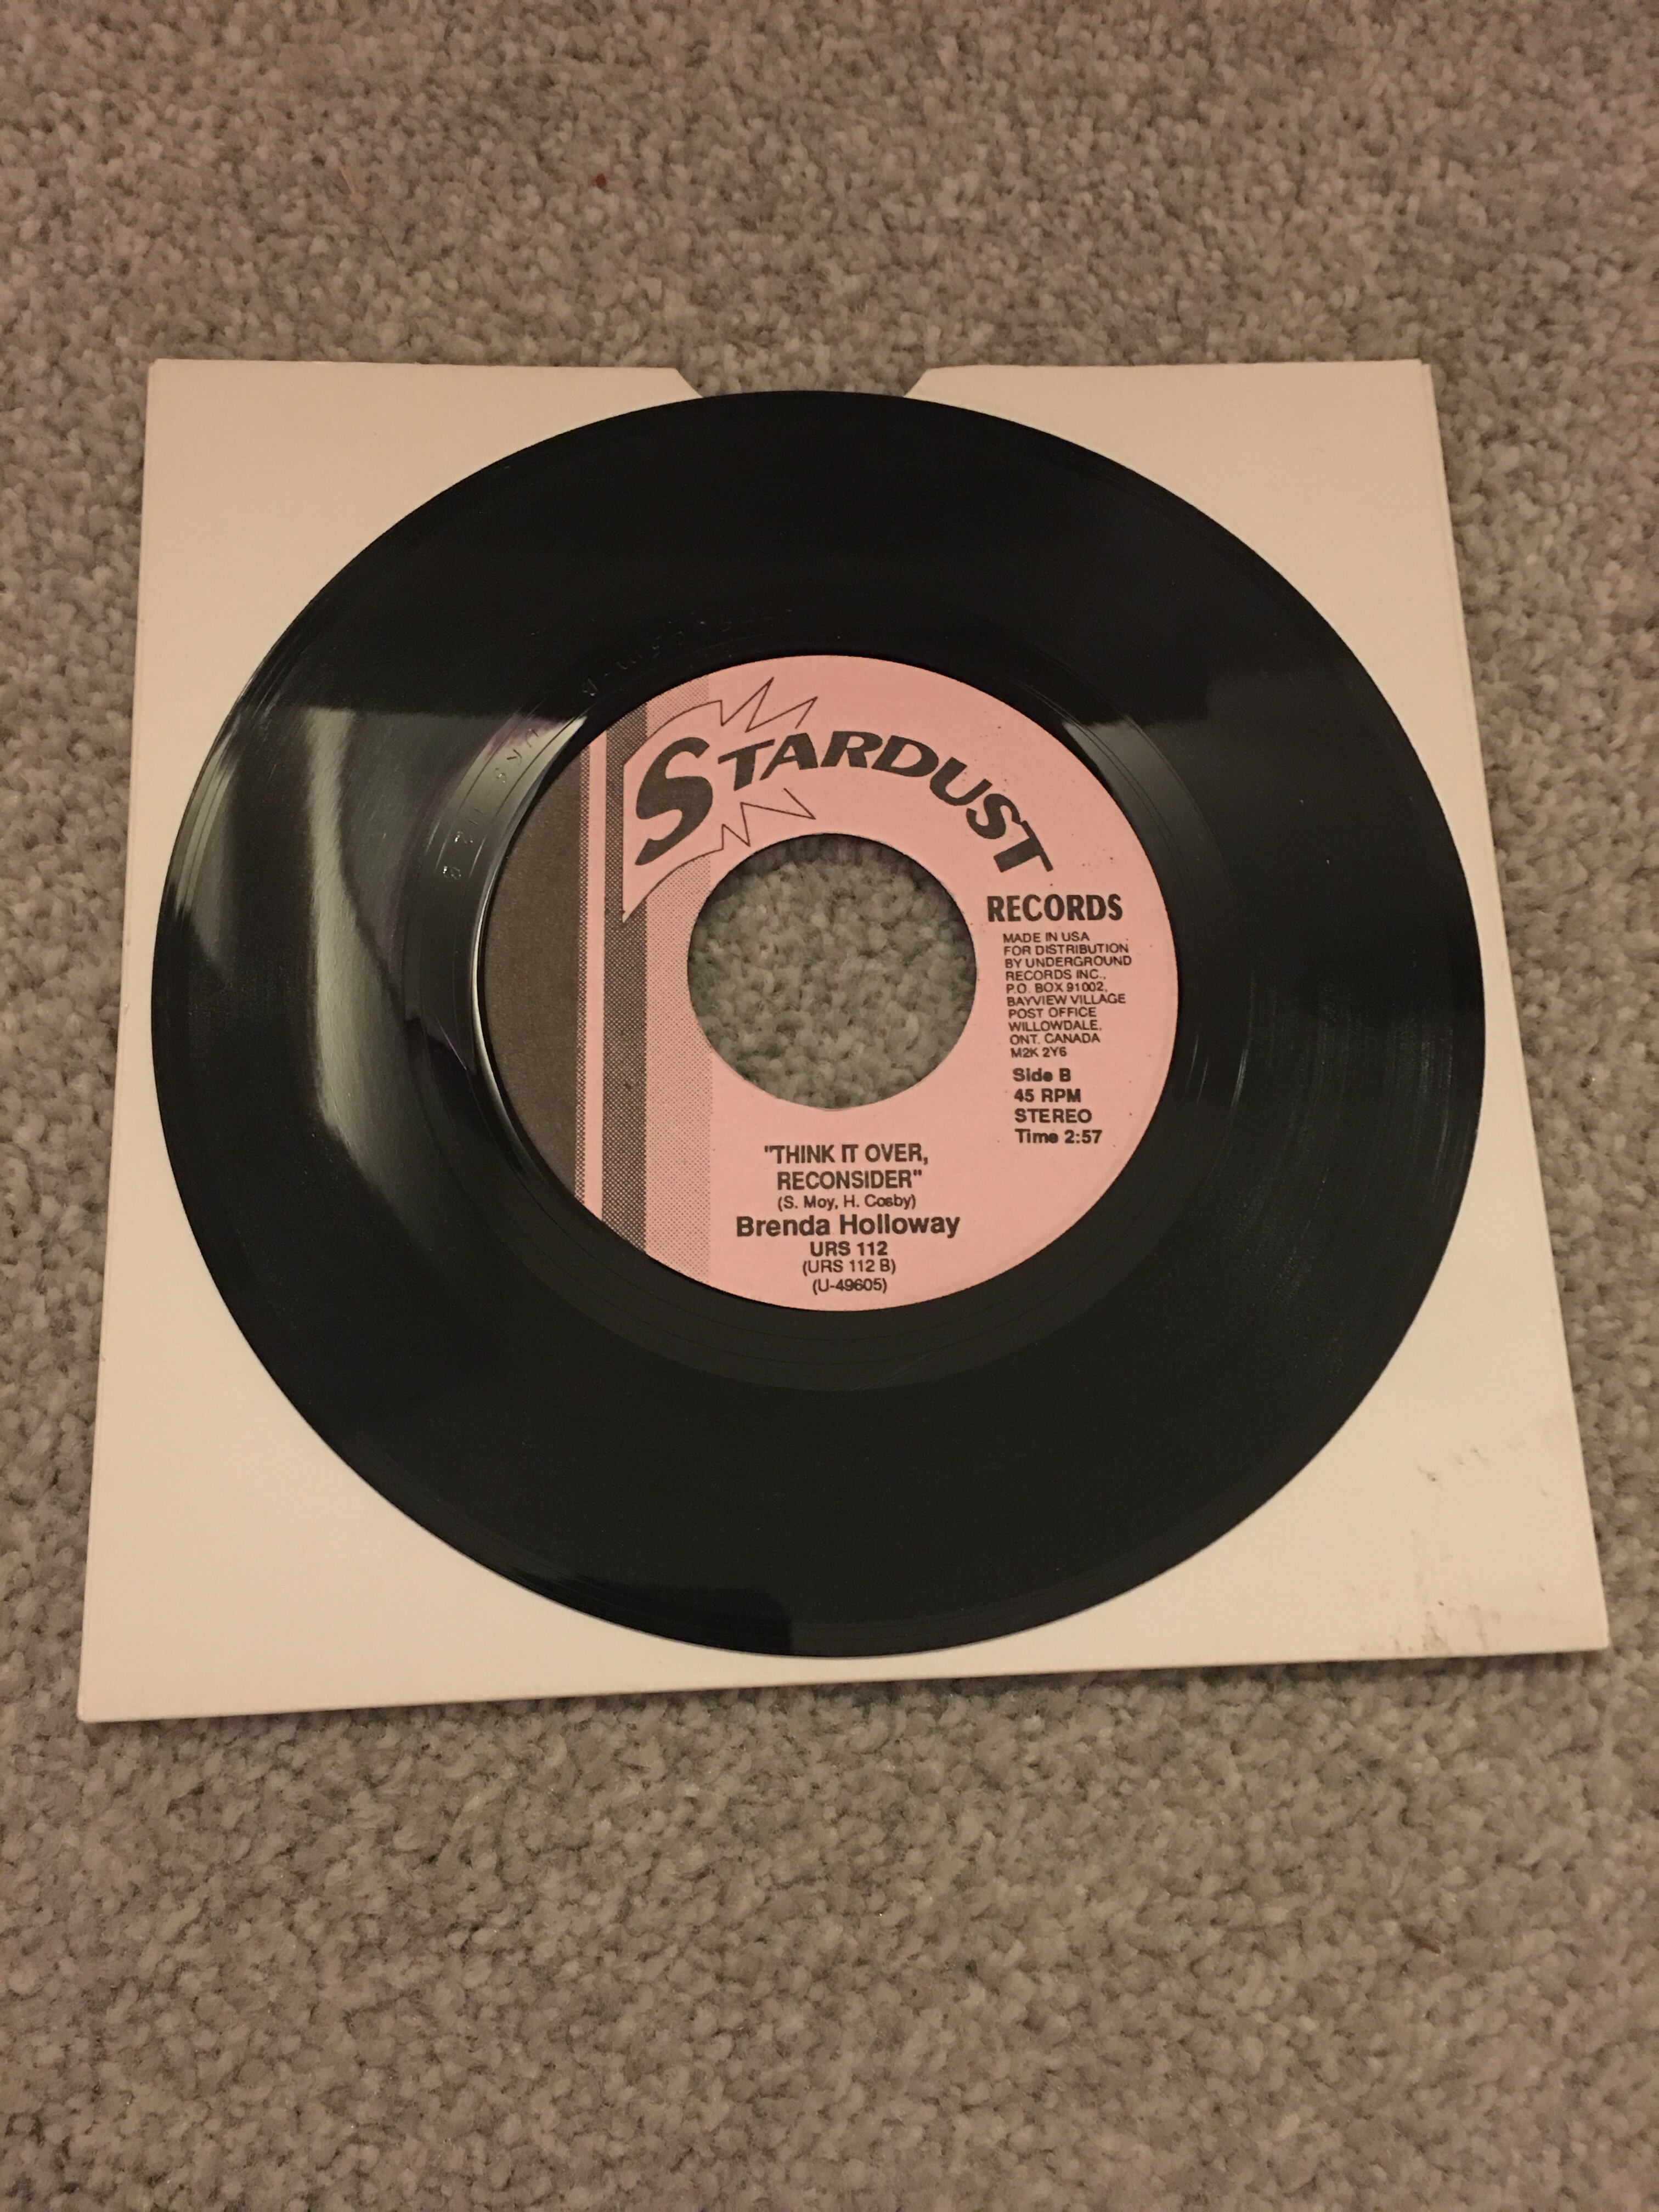 STARDUST
RECORDS
MADE IN USA
FOR DISTRIBUTION
BY UNDERGROUND
RECORDS INC.,
P.O. BOX 91002,
BAYVIEW VILLAGE
POST OFFICE
WILLOWDALE,
ONT. CANADA
M2K 2Y6
Side B
45 RPM
STEREO
Time 2:57
"THINK IT OVER,
RECONSIDER"
(S. Moy, H. Cosby)
Brenda Holloway
URS 112
(URS 112 B)
(U-49605)